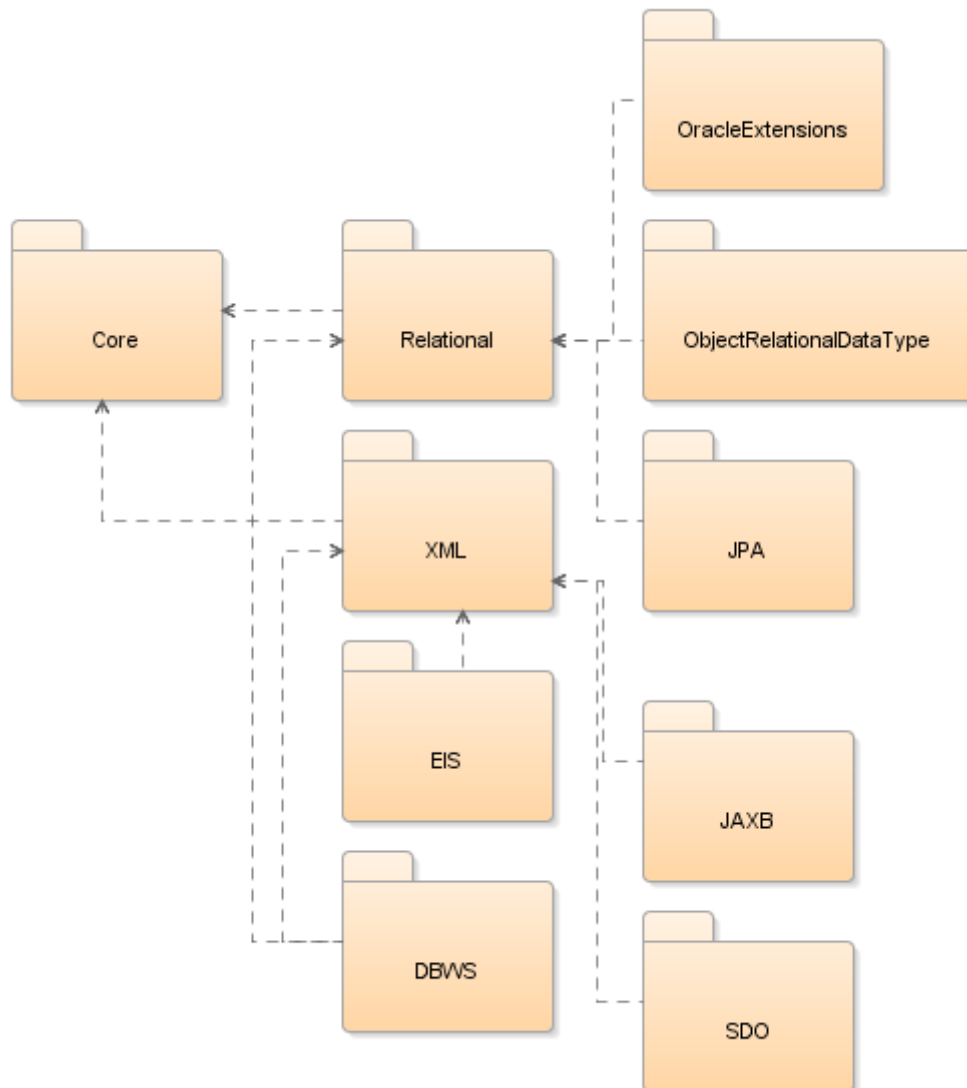 OracleExtensions
Core
Relational
ObjectRelationalDataType
XML
JPA
EIS
JAXB
DBWS
SDO